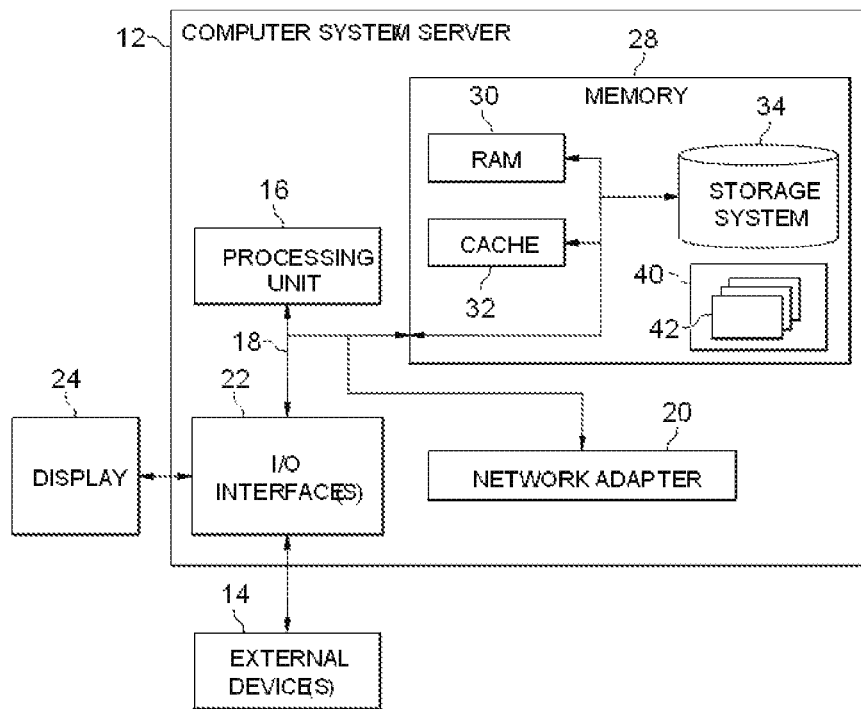 12
COMPUTER SYSTEM SERVER
28
MEMORY
30
RAM
34
STORAGE
SYSTEM
16
PROCESSING
UNIT
CACHE
32
40
42
18
24
DISPLAY
22
I/O
INTERFACE(S)
20
NETWORK ADAPTER
14
EXTERNAL
DEVICE(S)